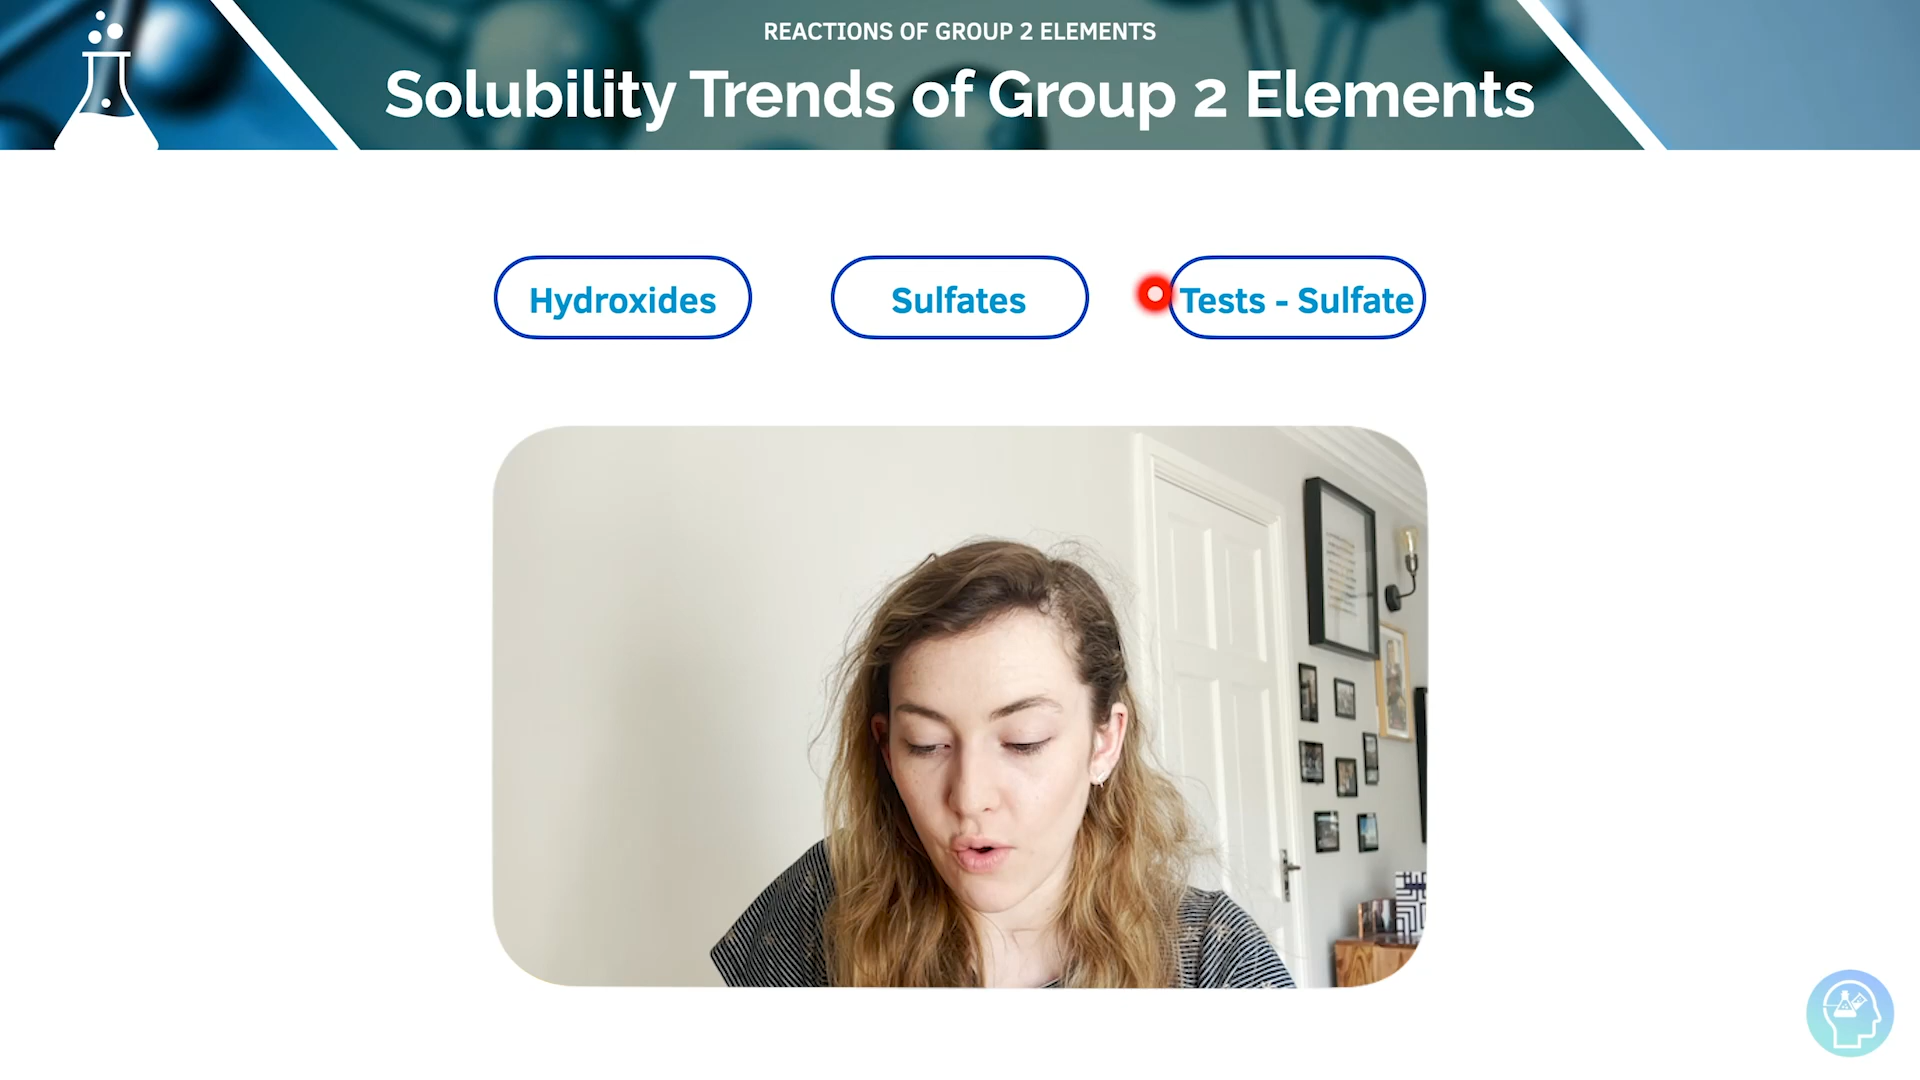 REACTIONS OF GROUP 2 ELEMENTS
Solubility Trends of Group 2 Elements
Hydroxides
Sulfates
Tests - Sulfate